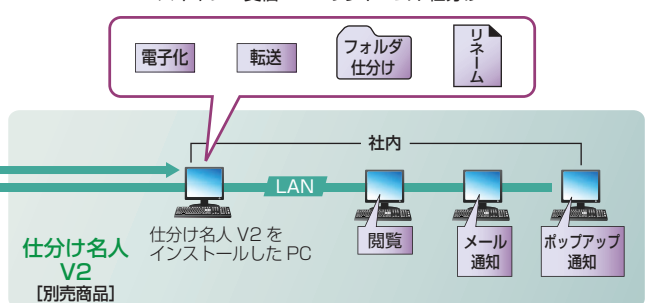 電子化
転送
フォルダ
仕分け
リネーム
社内
LAN
仕分け名人
V2
[別売商品]
仕分け名人 V2 を
インストールした PC
閲覧
メール
通知
ポップアップ
通知